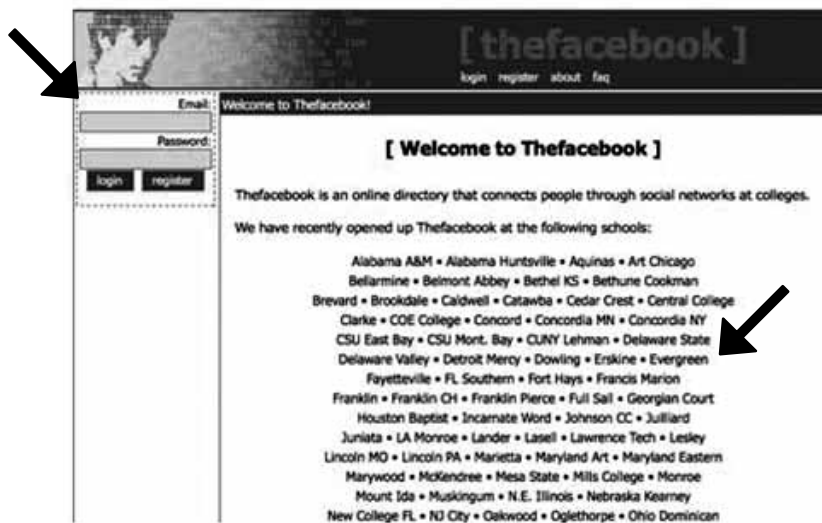 [ thefacebook ]
login register about faq
Email:
Password:
login register
Welcome to Thefacebook!
[ Welcome to Thefacebook ]
Thefacebook is an online directory that connects people through social networks at colleges.
We have recently opened up Thefacebook at the following schools:
Alabama A&M • Alabama Huntsville • Aquinas • Art Chicago
Bellarmine • Belmont Abbey • Bethel KS • Bethune Cookman
Brevard • Brookdale • Caldwell • Catawba • Cedar Crest • Central College
Clarke • COE College • Concord • Concordia MN • Concordia NY
CSU East Bay • CSU Mont. Bay • CUNY Lehman • Delaware State
Delaware Valley • Detroit Mercy • Dowling • Erskine • Evergreen
Fayetteville • FL Southern • Fort Hays • Francis Marion
Franklin • Franklin CH • Franklin Pierce • Full Sail • Georgian Court
Houston Baptist • Incarnate Word • Johnson CC • Juilliard
Juniata • LA Monroe • Lander • Lasell • Lawrence Tech • Lesley
Lincoln MO • Lincoln PA • Marietta • Maryland Art • Maryland Eastern
Marywood • McKendree • Mesa State • Mills College • Monroe
Mount Ida • Muskingum • N.E. Illinois • Nebraska Kearney
New College FL • NJ City • Oakwood • Oglethorpe • Ohio Dominican